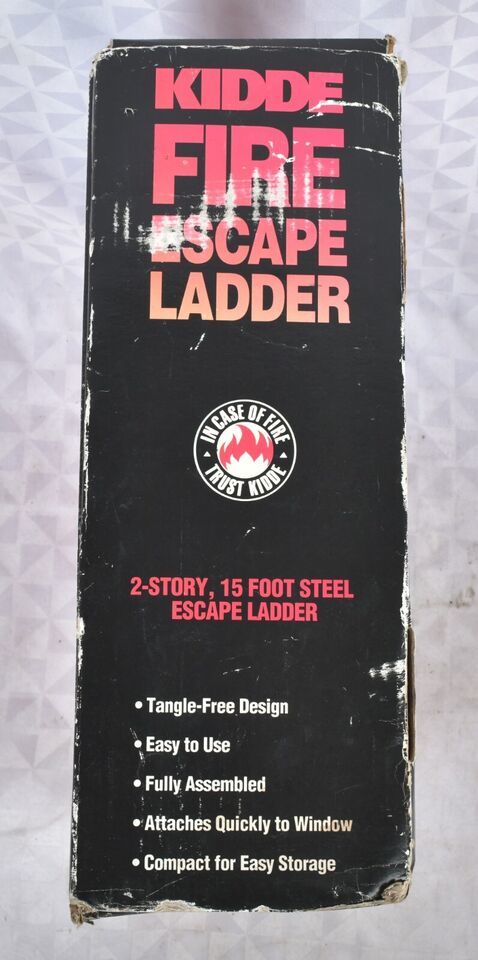 KIDDE
FIRE
ESCAPE
LADDER
IN CASE OF FIRE
TRUST KIDDE
2-STORY, 15 FOOT STEEL
ESCAPE LADDER
• Tangle-Free Design
• Easy to Use
• Fully Assembled
• Attaches Quickly to Window
• Compact for Easy Storage